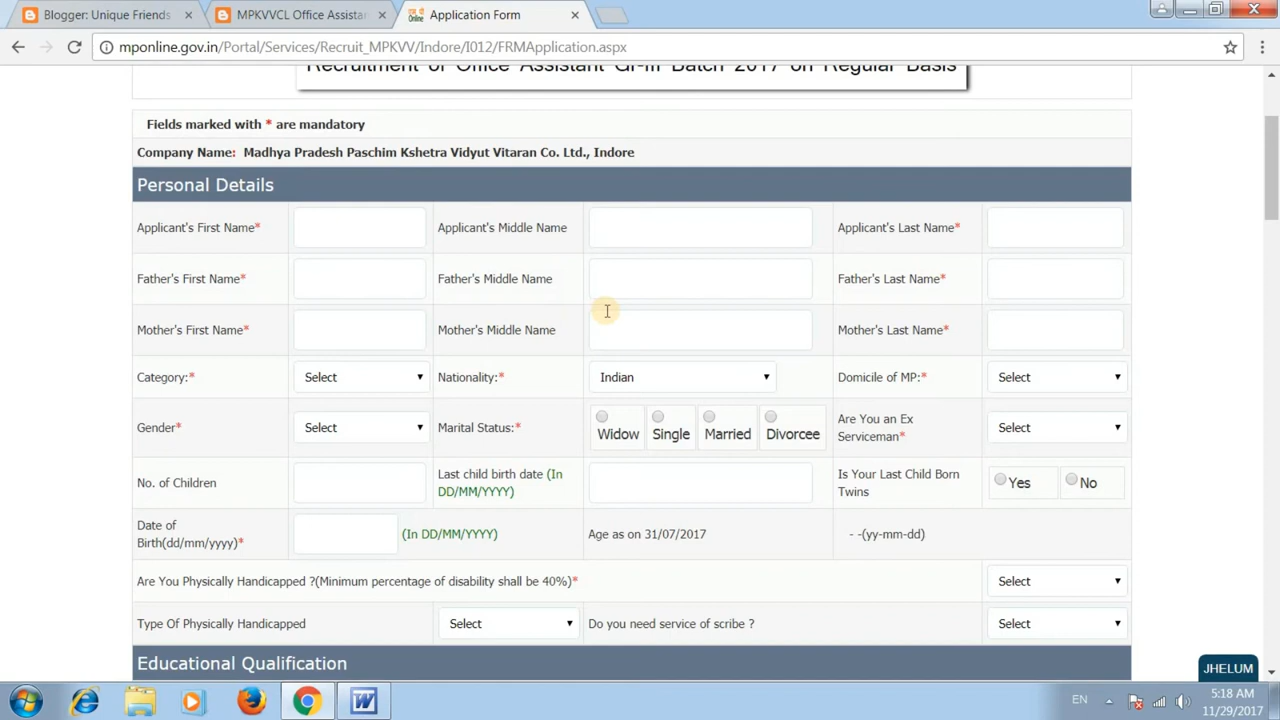 Blogger: Unique Friends
MPKVVCL Office Assistan
Application Form
mponline.gov.in/Portal/Services/Recruit_MPKVV/Indore/I012/FRMApplication.aspx
Recruitment of Office Assistant Gr-III Batch 2017 on Regular Basis
Fields marked with * are mandatory
Company Name: Madhya Pradesh Paschim Kshetra Vidyut Vitaran Co. Ltd., Indore
Personal Details
Applicant's First Name* Applicant's Middle Name Applicant's Last Name*
Father's First Name* Father's Middle Name Father's Last Name*
Mother's First Name* Mother's Middle Name Mother's Last Name*
Category:* Select Nationality:* Indian Domicile of MP:* Select
Gender* Select Marital Status:* Widow Single Married Divorcee Are You an Ex
Serviceman* Select
No. of Children Last child birth date (In
DD/MM/YYYY) Is Your Last Child Born
Twins Yes No
Date of
Birth(dd/mm/yyyy)* (In DD/MM/YYYY) Age as on 31/07/2017 - -(yy-mm-dd)
Are You Physically Handicapped ?(Minimum percentage of disability shall be 40%)* Select
Type Of Physically Handicapped Select Do you need service of scribe ? Select
Educational Qualification
JHELUM
EN
5:18 AM
11/29/2017